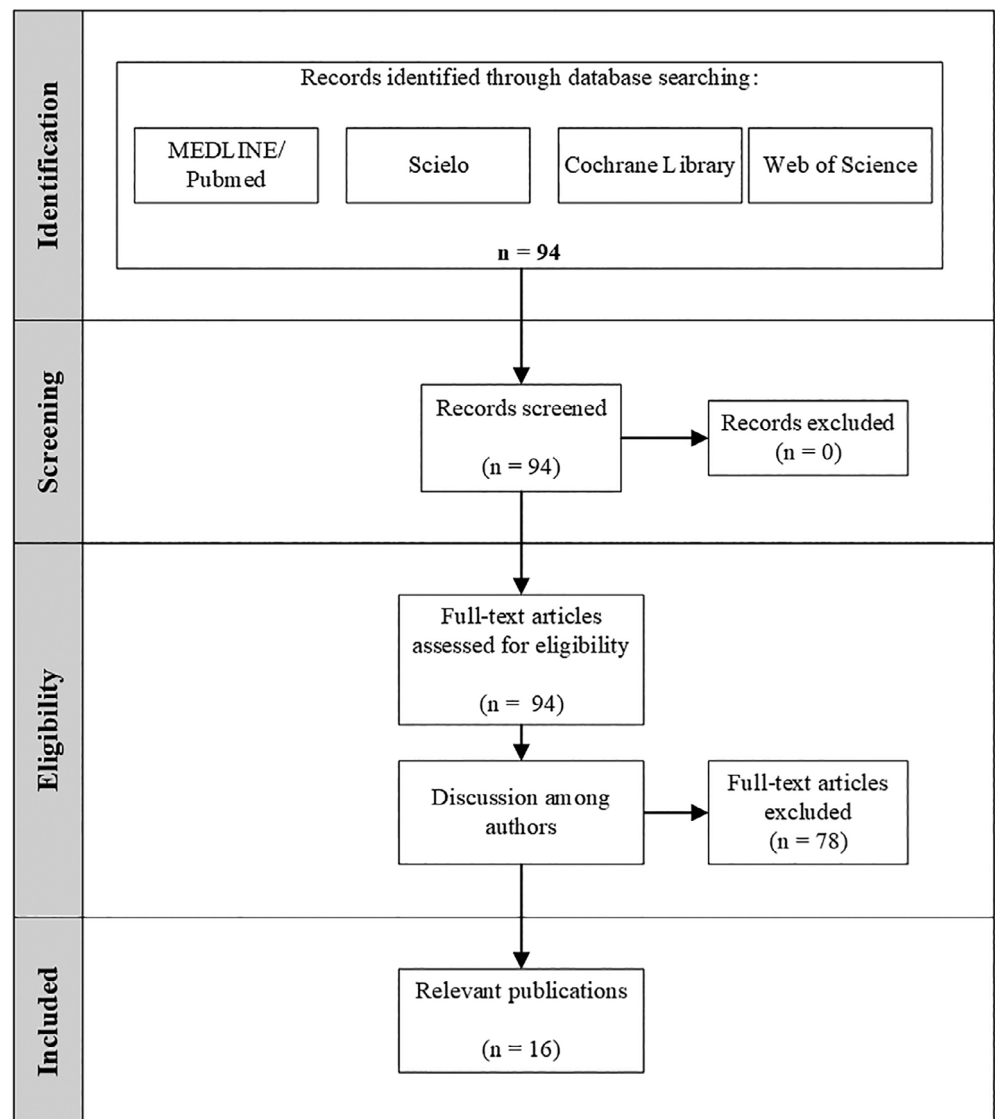 Identification
Records identified through database searching:
MEDLINE/
Pubmed
Scielo
Cochrane Library
Web of Science
n = 94
Screening
Records screened
(n = 94)
Records excluded
(n = 0)
Eligibility
Full-text articles
assessed for eligibility
(n = 94)
Discussion among
authors
Full-text articles
excluded
(n = 78)
Included
Relevant publications
(n = 16)